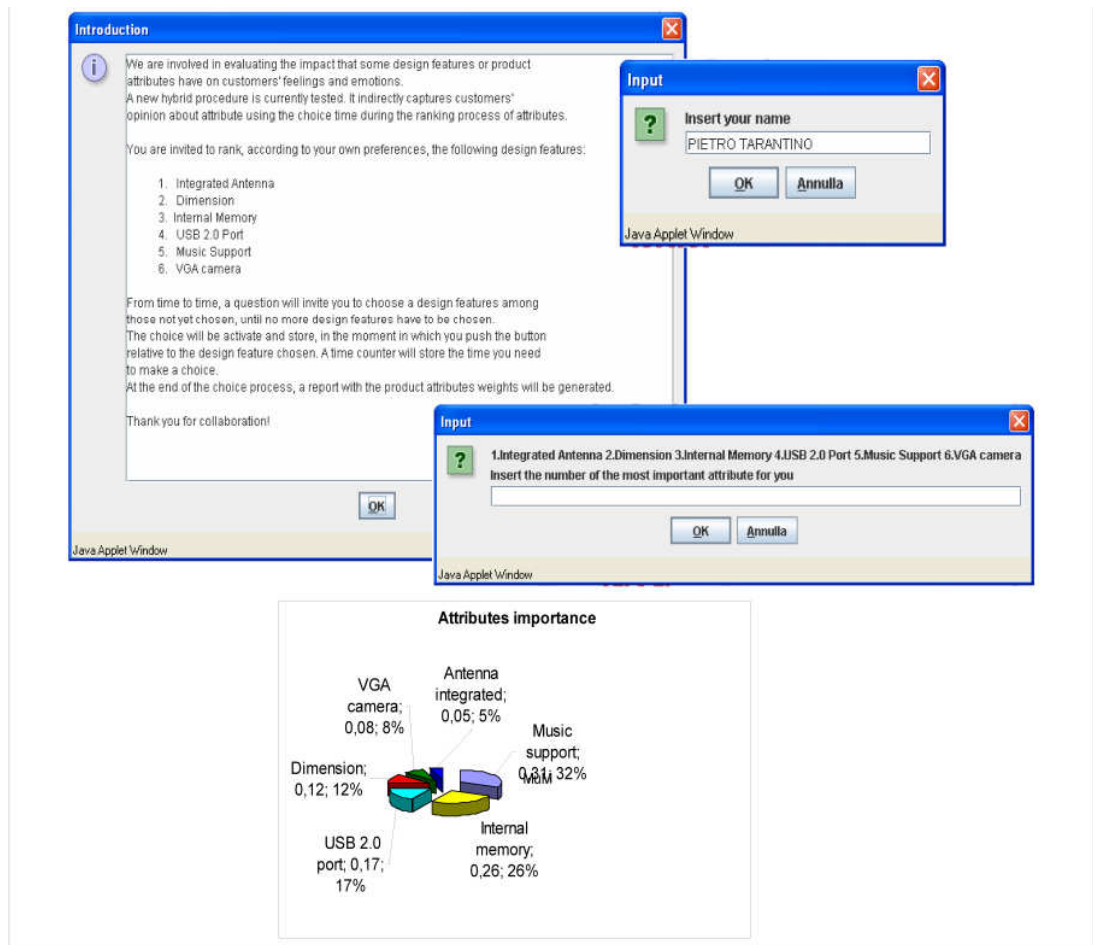 Introduction
We are involved in evaluating the impact that some design features or product
attributes have on customers' feelings and emotions.
A new hybrid procedure is currently tested. It indirectly captures customers'
opinion about attribute using the choice time during the ranking process of attributes.
You are invited to rank, according to your own preferences, the following design features:
1. Integrated Antenna
2. Dimension
3. Internal Memory
4. USB 2.0 Port
5. Music Support
6. VGA camera
From time to time, a question will invite you to choose a design features among
those not yet chosen, until no more design features have to be chosen.
The choice will be activate and store, in the moment in which you push the button
relative to the design feature chosen. A time counter will store the time you need
to make a choice.
At the end of the choice process, a report with the product attributes weights will be generated.
Thank you for collaboration!
OK
Java Applet Window
Input
Insert your name
PIETRO TARANTINO
OK Annulla
Java Applet Window
Input
1.Integrated Antenna 2.Dimension 3.Internal Memory 4.USB 2.0 Port 5.Music Support 6.VGA camera
Insert the number of the most important attribute for you
OK Annulla
Java Applet Window
Attributes importance
VGA
camera;
0,08; 8%
Antenna
integrated;
0,05; 5%
Music
support;
0,31; 32%
Dimension;
0,12; 12%
USB 2.0
port; 0,17;
17%
Internal
memory;
0,26; 26%